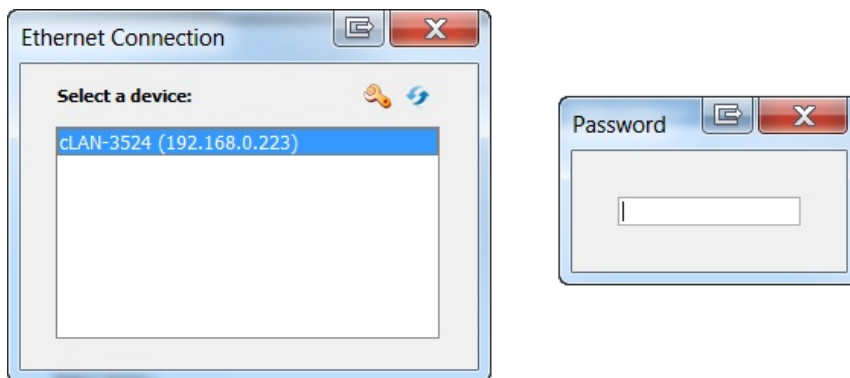 Ethernet Connection
Select a device:
cLAN-3524 (192.168.0.223)
Password